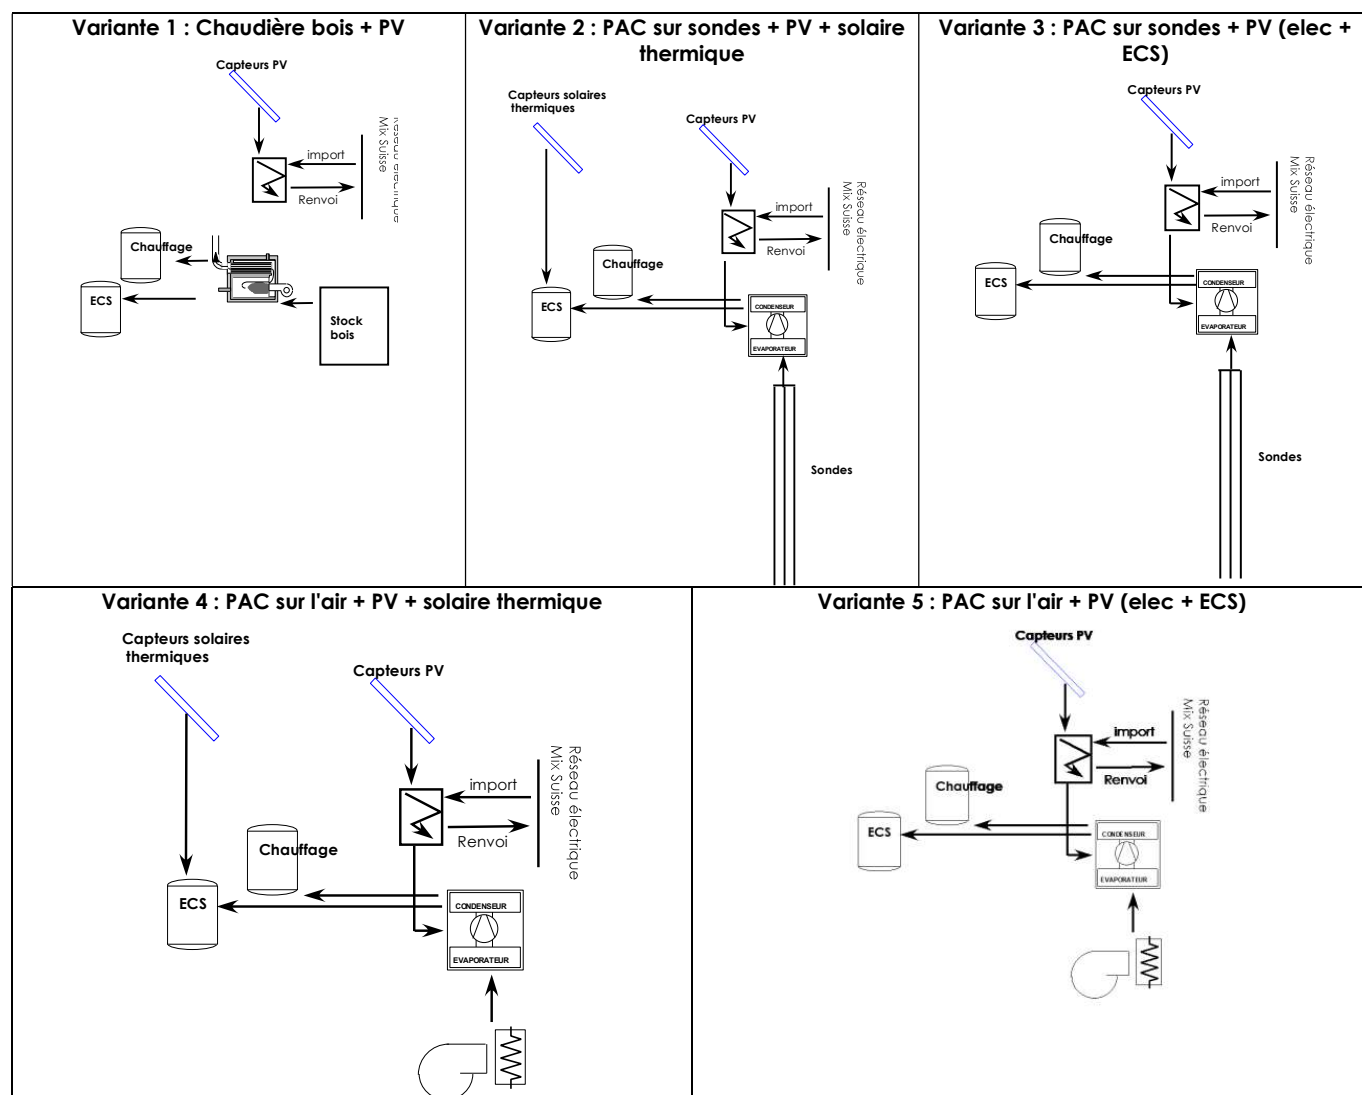 Variante 1 : Chaudière bois + PV
Capteurs PV
import
Renvoi
Mix Suisse
Chauffage
ECS
Stock
bois
Variante 2 : PAC sur sondes + PV + solaire
thermique
Capteurs solaires
thermiques
Capteurs PV
import
Renvoi
Réseau électrique
Mix Suisse
Chauffage
ECS
CONDENSEUR
EVAPORATEUR
Sondes
Variante 3 : PAC sur sondes + PV (elec +
ECS)
Capteurs PV
import
Renvoi
Réseau électrique
Mix Suisse
Chauffage
ECS
CONDENSEUR
EVAPORATEUR
Sondes
Variante 4 : PAC sur l'air + PV + solaire thermique
Capteurs solaires
thermiques
Capteurs PV
import
Renvoi
Réseau électrique
Mix Suisse
Chauffage
ECS
CONDENSEUR
EVAPORATEUR
Variante 5 : PAC sur l'air + PV (elec + ECS)
Capteurs PV
import
Renvoi
Réseau électrique
Mix Suisse
Chauffage
ECS
CONDENSEUR
EVAPORATEUR